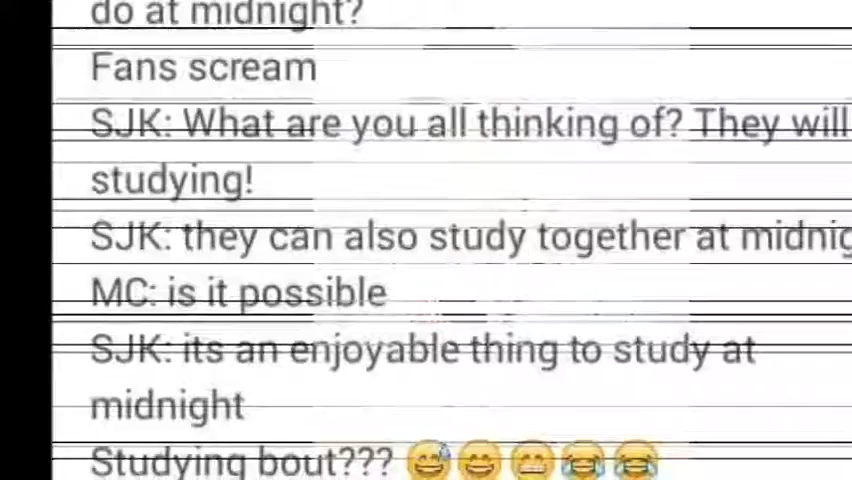 do at midnight?
Fans scream
SJK: What are you all thinking of? They will
studying!
SJK: they can also study together at midnig
MC: is it possible
SJK: its an enjoyable thing to study at
midnight
Studying bout??? 😅😄😁😂😂